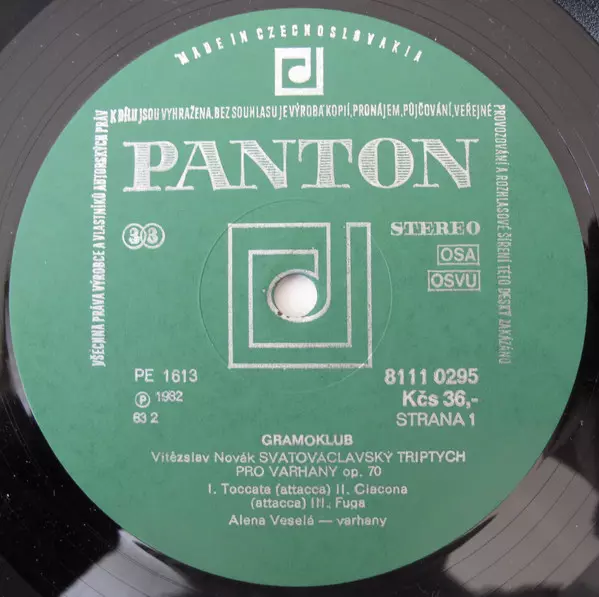 MADE IN CZECHOSLOVAKIA
VŠECHNA PRÁVA VÝROBCE A VLASTNÍKŮ AUTORSKÝCH PRÁV
K DÍLU JSOU VYHRAŽENA. BEZ SOUHLASU JE VÝROBA KOPIÍ, PRONÁJEM, PŮJČOVÁNÍ, VEŘEJNÉ
PROVOZOVÁNÍ A ROZHLASOVÉ ŠÍŘENÍ TÉTO DESKY ZAKÁZÁNO
PANTON
33
STEREO
OSA
OSVU
PE 1613
8111 0295
Ⓟ 1982
Kčs 36,-
83 2
STRANA 1
GRAMOKLUB
Vítězslav Novák SVATOVÁCLAVSKÝ TRIPTYCH
PRO VARHANY op. 70
I. Toccata (attacca) II. Ciacona
(attacca) III. Fuga
Alena Veselá — varhany